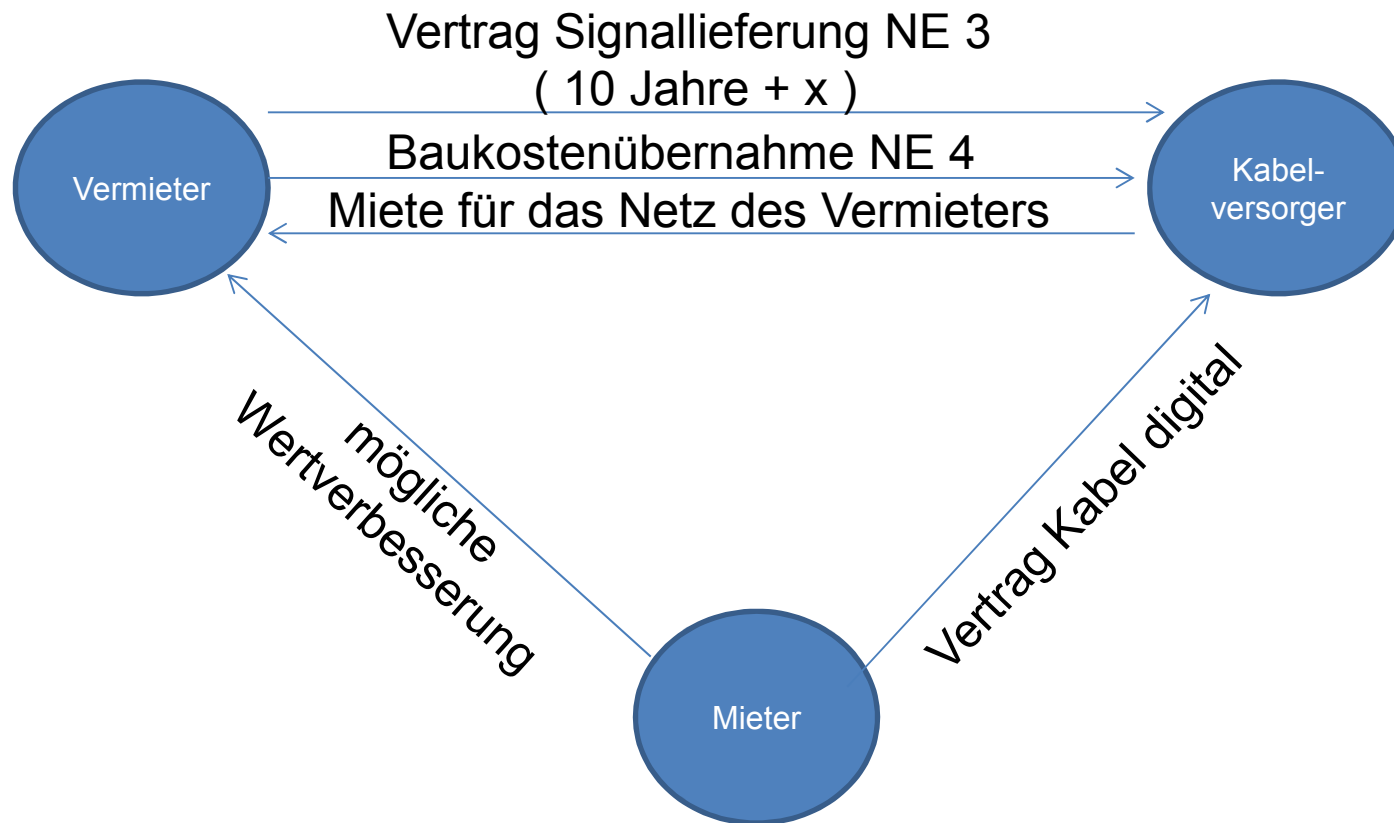 Vertrag Signallieferung NE 3
( 10 Jahre + x )
Baukostenübernahme NE 4
Miete für das Netz des Vermieters
Vermieter
Kabel-
versorger
mögliche
Wertverbesserung
Vertrag Kabel digital
Mieter